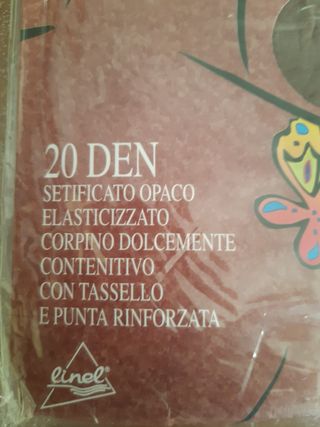 20 DEN
SETIFICATO OPACO
ELASTICIZZATO
CORPINO DOLCEMENTE
CONTENITIVO
CON TASSELLO
E PUNTA RINFORZATA
linel